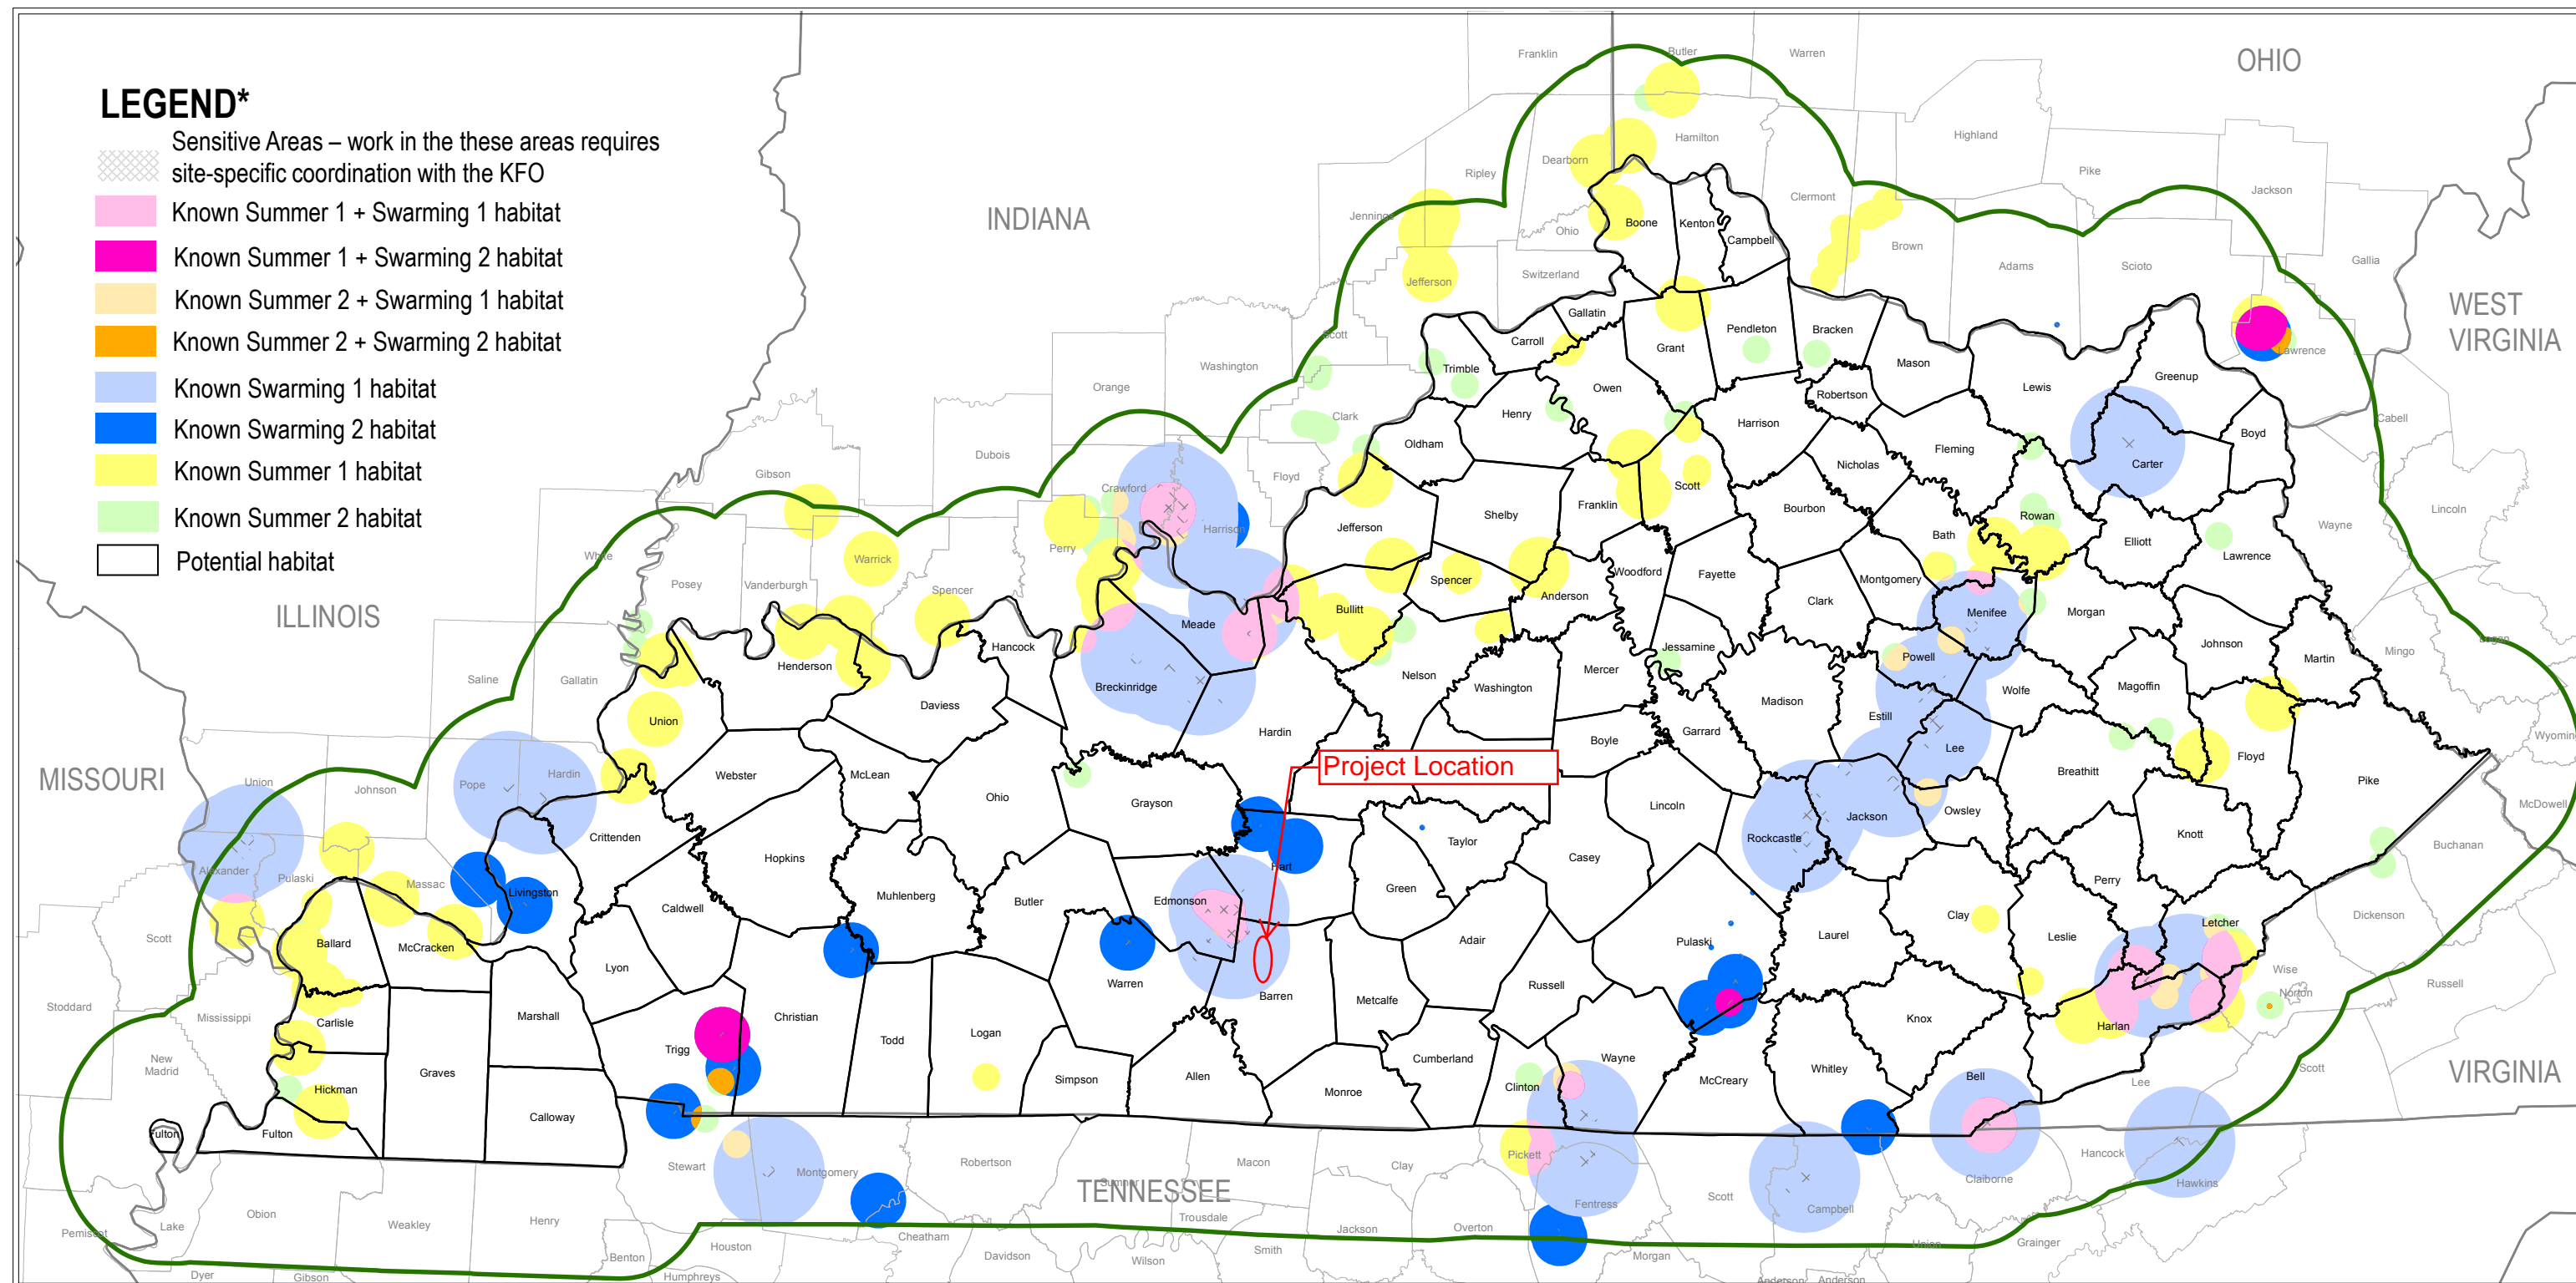 LEGEND*
Sensitive Areas – work in the these areas requires
site-specific coordination with the KFO
Known Summer 1 + Swarming 1 habitat
Known Summer 1 + Swarming 2 habitat
Known Summer 2 + Swarming 1 habitat
Known Summer 2 + Swarming 2 habitat
Known Swarming 1 habitat
Known Swarming 2 habitat
Known Summer 1 habitat
Known Summer 2 habitat
Potential habitat
OHIO
INDIANA
WEST
VIRGINIA
ILLINOIS
MISSOURI
VIRGINIA
TENNESSEE
Project Location
Franklin
Butler
Warren
Hamilton
Highland
Dearborn
Ripley
Pike
Jackson
Jennings
Clermont
Ohio
Brown
Adams
Scioto
Gallia
Switzerland
Jefferson
Scott
Lawrence
Washington
Orange
Clark
Cabell
Dubois
Floyd
Gibson
Crawford
Harrison
Lincoln
Wayne
Perry
White
Warrick
Posey
Vanderburgh
Spencer
Logan
Mingo
Saline
Gallatin
Wyoming
Union
Johnson
Pope
Hardin
McDowell
Alexander
Pulaski
Massac
Buchanan
Dickenson
Scott
Wise
Norton
Russell
Stoddard
Mississippi
New
Madrid
Scott
Lee
Boone
Kenton
Campbell
Gallatin
Carroll
Grant
Pendleton
Bracken
Mason
Trimble
Owen
Robertson
Lewis
Greenup
Henry
Harrison
Oldham
Fleming
Boyd
Carter
Nicholas
Scott
Franklin
Bourbon
Shelby
Jefferson
Rowan
Bath
Elliott
Lawrence
Woodford
Fayette
Montgomery
Spencer
Anderson
Clark
Bullitt
Menifee
Morgan
Meade
Hancock
Henderson
Jessamine
Johnson
Martin
Powell
Mercer
Nelson
Washington
Breckinridge
Wolfe
Magoffin
Madison
Daviess
Union
Estill
Hardin
Garrard
Boyle
Lee
Floyd
Breathitt
Pike
Webster
McLean
Ohio
Grayson
Lincoln
Owsley
Crittenden
Jackson
Knott
Rockcastle
Taylor
Hopkins
Casey
Hart
Green
Perry
Livingston
Muhlenberg
Butler
Edmonson
Caldwell
Clay
Letcher
Ballard
McCracken
Adair
Pulaski
Laurel
Leslie
Lyon
Warren
Russell
Barren
Metcalfe
Carlisle
Marshall
Christian
Knox
Harlan
Trigg
Todd
Logan
Cumberland
Wayne
Graves
Hickman
Simpson
Allen
Monroe
Clinton
McCreary
Whitley
Bell
Calloway
Fulton
Fulton
Stewart
Montgomery
Robertson
Sumner
Macon
Clay
Pickett
Fentress
Scott
Campbell
Claiborne
Hancock
Hawkins
Pemiscot
Lake
Obion
Weakley
Henry
Benton
Houston
Humphreys
Cheatham
Davidson
Trousdale
Wilson
Smith
Jackson
Overton
Morgan
Union
Grainger
Anderson
Anderson
Dyer
Gibson